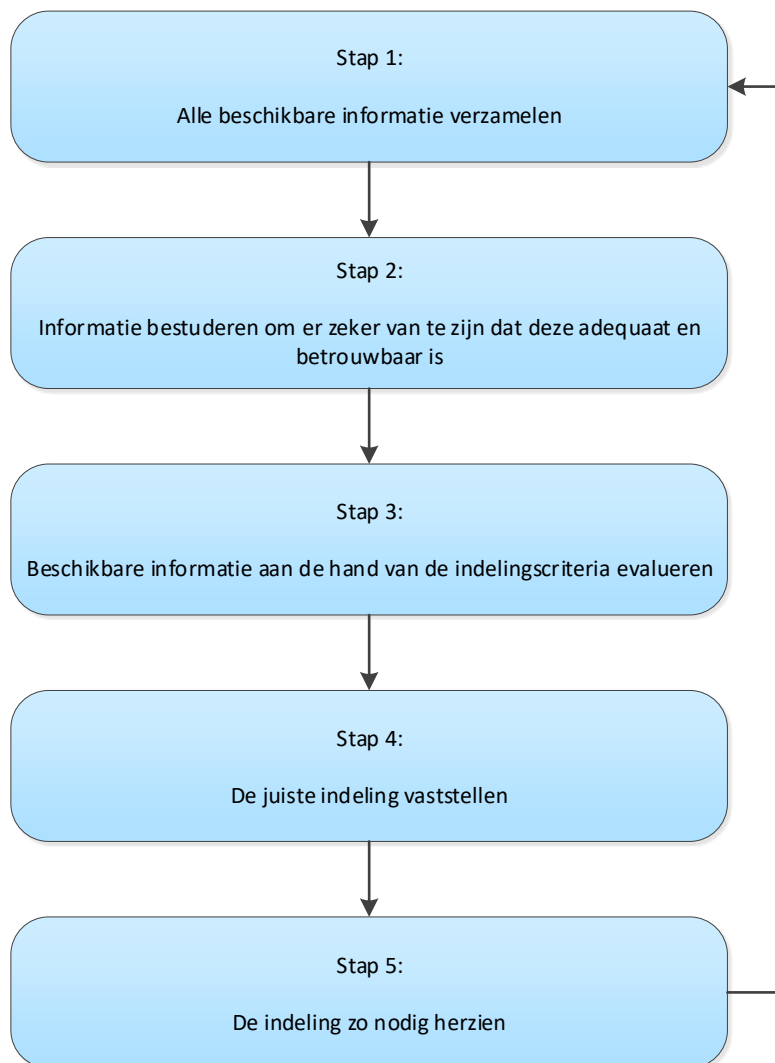 Stap 1:
Alle beschikbare informatie verzamelen
Stap 2:
Informatie bestuderen om er zeker van te zijn dat deze adequaat en
betrouwbaar is
Stap 3:
Beschikbare informatie aan de hand van de indelingscriteria evalueren
Stap 4:
De juiste indeling vaststellen
Stap 5:
De indeling zo nodig herzien